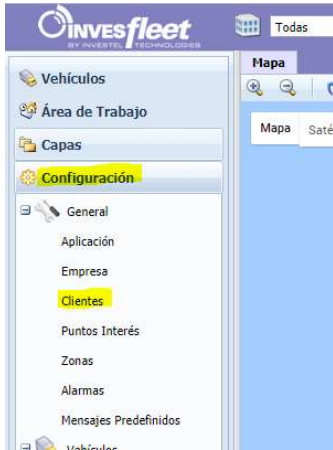 INVESfleet
BY INVESTEL TECHNOLOGIES
Todas
Mapa
Vehículos
Área de Trabajo
Mapa Saté
Capas
Configuración
General
Aplicación
Empresa
Clientes
Puntos Interés
Zonas
Alarmas
Mensajes Predefinidos
Vehículos